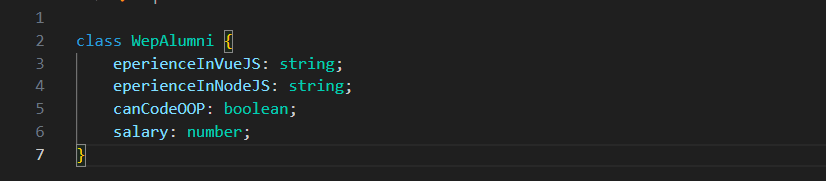 1
2 class WepAlumni {
3 eperienceInVueJS: string;
4 eperienceInNodeJS: string;
5 canCodeOOP: boolean;
6 salary: number;
7 }